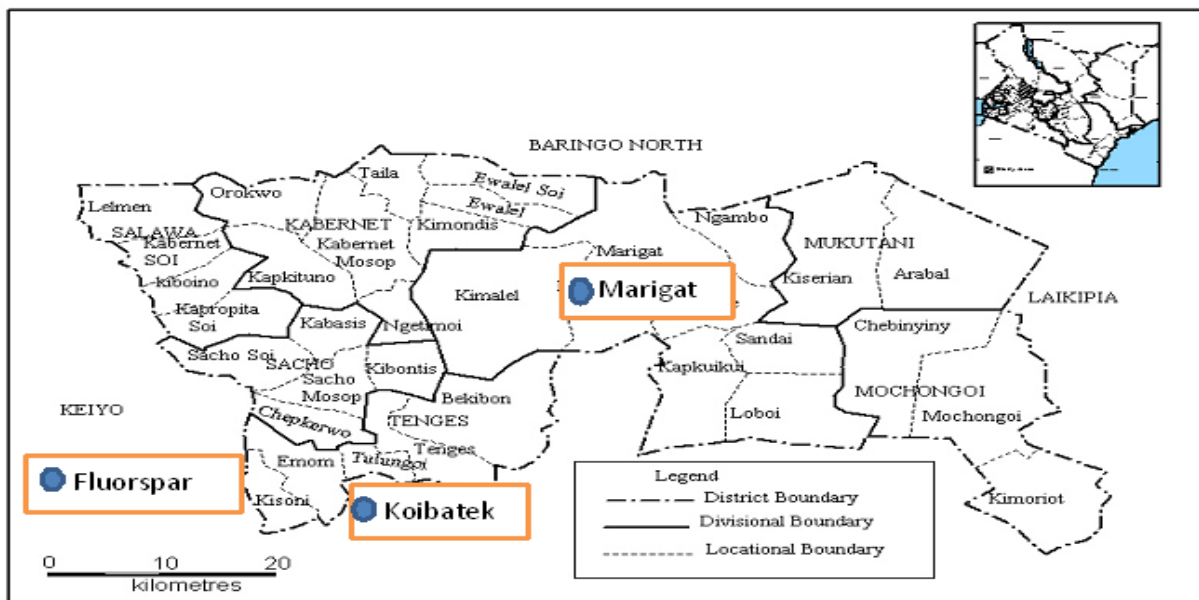 BARINGO NORTH
Taila
Ewalel Soi
Orokwo
Lelmen
Ewalel
Ngambo
SALAWA
KABERNET
Kimondis
Kabernet
SOI
Kabernet
Mosop
Marigat
MUKUTANI
Kiboino
Kapkituno
Kiserian
Arabal
Kimalel
Marigat
LAIKIPIA
Kapropita
Soi
Kabasis
Ngetimoi
Chebinyiny
Sandai
Sacho Soi
SACHO
Kibontis
Kapkuikui
Sacho
Mosop
Bekibon
MOCHONGOI
KEIYO
Chepkerwo
TENGES
Loboi
Mochongoi
Emom
Tulungoi
Tenges
Fluorspar
Kisoni
Koibatek
Kimoriot
Legend
District Boundary
Divisional Boundary
Locational Boundary
0 10 20
kilometres